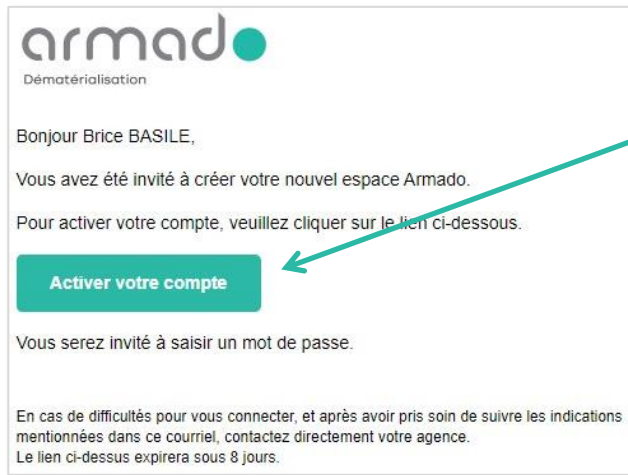 armado
Dématérialisation
Bonjour Brice BASILE,
Vous avez été invité à créer votre nouvel espace Armado.
Pour activer votre compte, veuillez cliquer sur le lien ci-dessous.
Activer votre compte
Vous serez invité à saisir un mot de passe.
En cas de difficultés pour vous connecter, et après avoir pris soin de suivre les indications
mentionnées dans ce courriel, contactez directement votre agence.
Le lien ci-dessus expirera sous 8 jours.